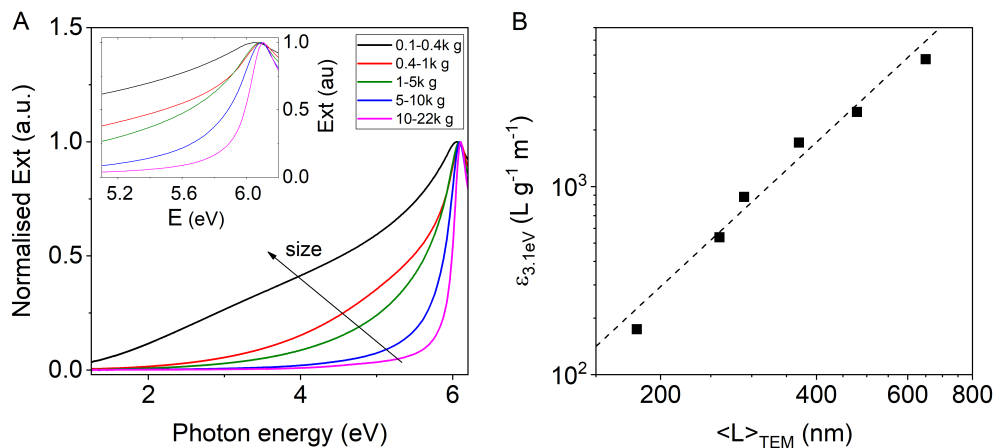 A
1.5
1.0
0.5
0.0
Normalised Ext (a.u.)
2
4
6
Photon energy (eV)
size
0.1-0.4k g
0.4-1k g
1-5k g
5-10k g
10-22k g
1.0
0.5
0.0
Ext (au)
5.2
5.6
6.0
E (eV)
B
10³
10²
ε3.1eV (L g⁻¹ m⁻¹)
200
400
600
800
<L>TEM (nm)